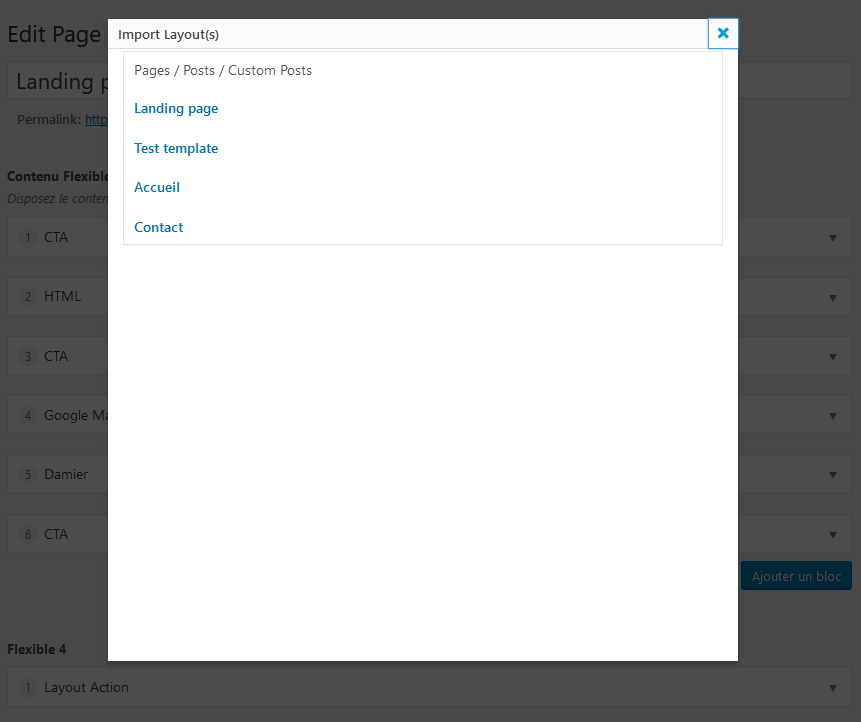 Edit Page
Import Layout(s)
Pages / Posts / Custom Posts
Landing page
Test template
Accueil
Contact
Landing p
Permalink: http
Contenu Flexible
Disposez le conten
1 CTA
2 HTML
3 CTA
4 Google Ma
5 Damier
6 CTA
Ajouter un bloc
Flexible 4
1 Layout Action